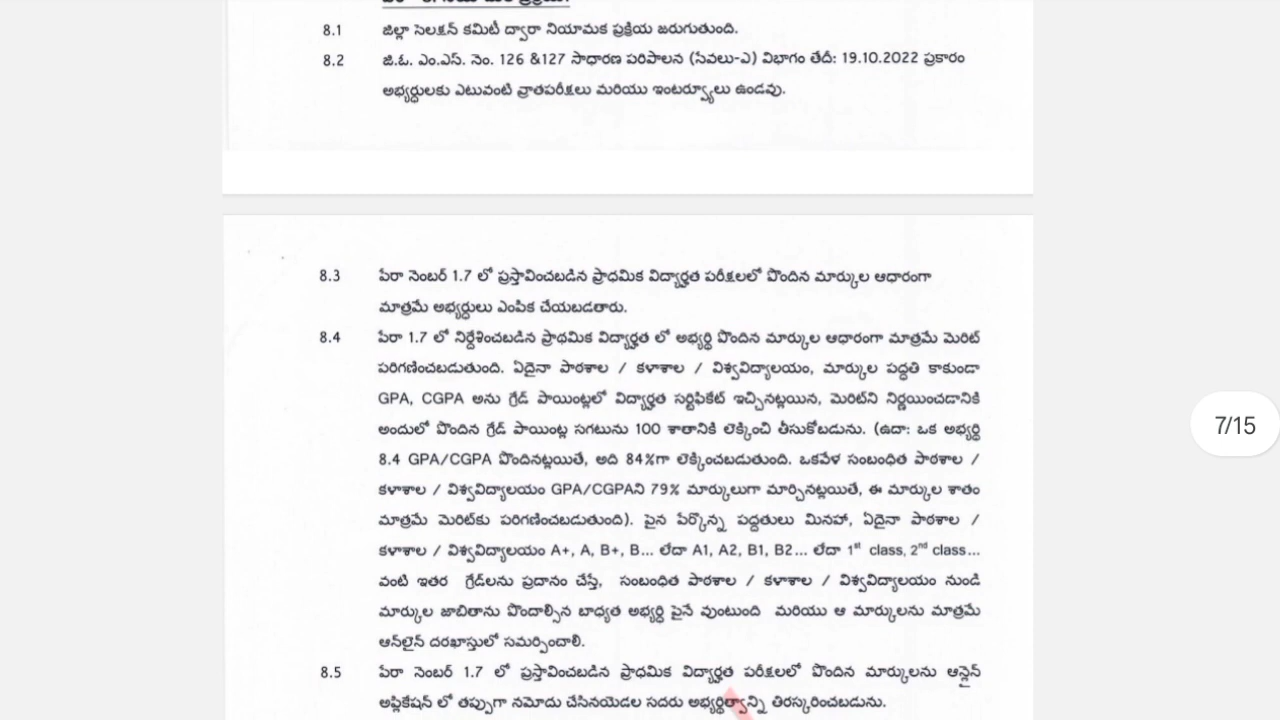 8.1 జిల్లా సెలక్షన్ కమిటీ ద్వారా నియామక ప్రక్రియ జరుగుతుంది.
8.2 జి.ఓ. ఎం.ఎస్. నెం. 126 &127 సాధారణ పరిపాలన (సేవలు-ఎ) విభాగం తేదీ: 19.10.2022 ప్రకారం
అభ్యర్ధులకు ఎటువంటి వ్రాతపరీక్షలు మరియు ఇంటర్వ్యూలు ఉండవు.
8.3 పేరా నెంబర్ 1.7 లో ప్రస్తావించబడిన ప్రాధమిక విద్యార్హత పరీక్షలలో పొందిన మార్కుల ఆధారంగా
మాత్రమే అభ్యర్ధులు ఎంపిక చేయబడతారు.
8.4 పేరా 1.7 లో నిర్దేశించబడిన ప్రాధమిక విద్యార్హత లో అభ్యర్థి పొందిన మార్కుల ఆధారంగా మాత్రమే మెరిట్
పరిగణించబడుతుంది. ఏదైనా పాఠశాల / కళాశాల / విశ్వవిద్యాలయం, మార్కుల పద్ధతి కాకుండా
GPA, CGPA అను గ్రేడ్ పాయింట్లలో విద్యార్హత సర్టిఫికేట్ ఇచ్చినట్లయిన, మెరిట్‌ని నిర్ణయించడానికి
అందులో పొందిన గ్రేడ్ పాయింట్ల సగటును 100 శాతానికి లెక్కించి తీసుకోబడును. (ఉదా: ఒక అభ్యర్థి
8.4 GPA/CGPA పొందినట్లయితే, అది 84%గా లెక్కించబడుతుంది. ఒకవేళ సంబంధిత పాఠశాల /
కళాశాల / విశ్వవిద్యాలయం GPA/CGPAని 79% మార్కులుగా మార్చినట్లయితే, ఈ మార్కుల శాతం
మాత్రమే మెరిట్‌కు పరిగణించబడుతుంది). పైన పేర్కొన్న పద్ధతులు మినహా, ఏదైనా పాఠశాల /
కళాశాల / విశ్వవిద్యాలయం A+, A, B+, B... లేదా A1, A2, B1, B2... లేదా 1st class, 2nd class...
వంటి ఇతర గ్రేడ్‌లను ప్రదానం చేస్తే, సంబంధిత పాఠశాల / కళాశాల / విశ్వవిద్యాలయం నుండి
మార్కుల జాబితాను పొందాల్సిన బాధ్యత అభ్యర్థి పైనే వుంటుంది మరియు ఆ మార్కులను మాత్రమే
ఆన్‌లైన్ దరఖాస్తులో సమర్పించాలి.
8.5 పేరా నెంబర్ 1.7 లో ప్రస్తావించబడిన ప్రాధమిక విద్యార్హత పరీక్షలలో పొందిన మార్కులను ఆన్లైన్
అప్లికేషన్ లో తప్పుగా నమోదు చేసినయెడల సదరు అభ్యర్థిత్వాన్ని తిరస్కరించబడును.
7/15